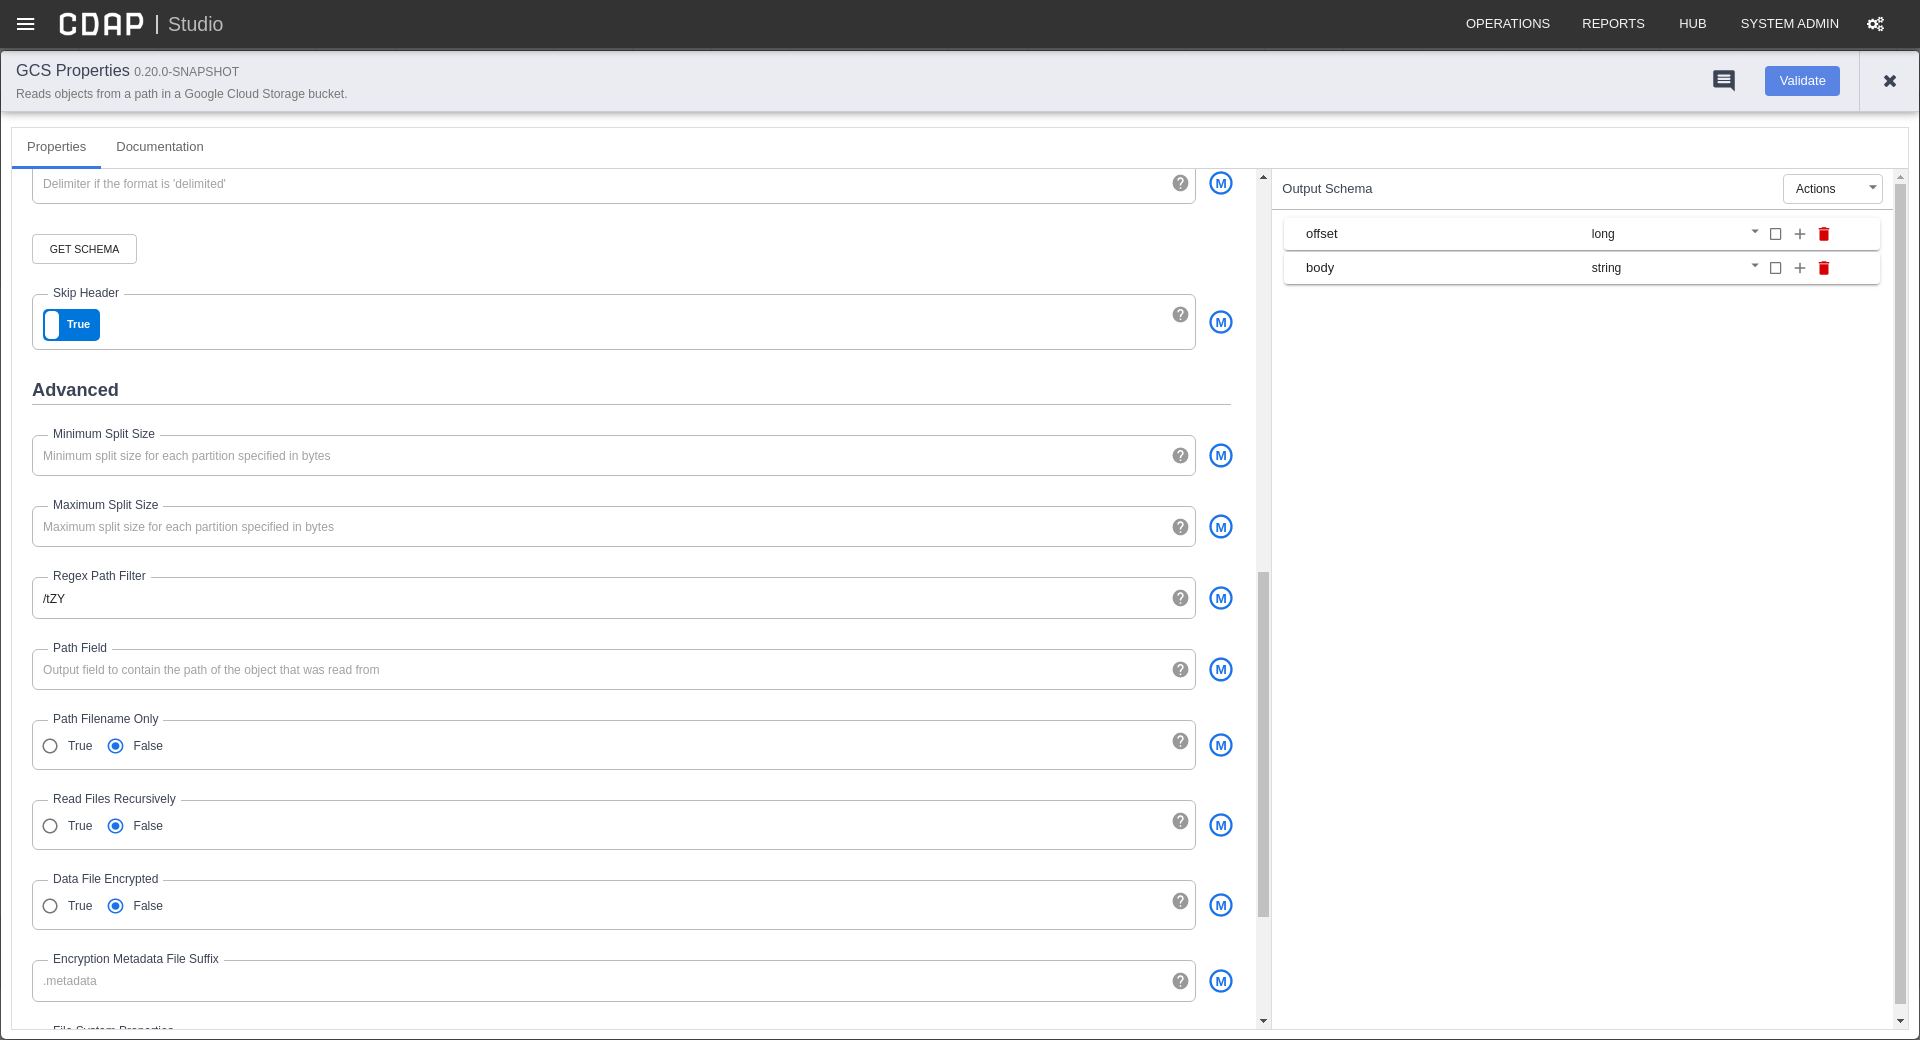 CDAP | Studio
OPERATIONS REPORTS HUB SYSTEM ADMIN
GCS Properties 0.20.0-SNAPSHOT
Reads objects from a path in a Google Cloud Storage bucket.
Validate
Properties Documentation
Delimiter if the format is 'delimited'
M
GET SCHEMA
Skip Header
True
M
Advanced
Minimum Split Size
Minimum split size for each partition specified in bytes
M
Maximum Split Size
Maximum split size for each partition specified in bytes
M
Regex Path Filter
/tZY
M
Path Field
Output field to contain the path of the object that was read from
M
Path Filename Only
True False
M
Read Files Recursively
True False
M
Data File Encrypted
True False
M
Encryption Metadata File Suffix
.metadata
M
File System Properties
Output Schema
Actions
offset long
body string